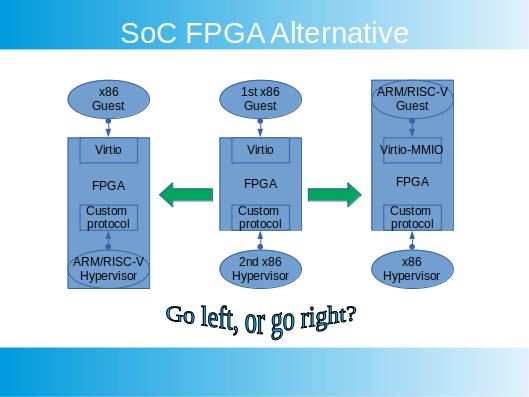 SoC FPGA Alternative
x86
Guest
Virtio
FPGA
Custom
protocol
ARM/RISC-V
Hypervisor
1st x86
Guest
Virtio
FPGA
Custom
protocol
2nd x86
Hypervisor
ARM/RISC-V
Guest
Virtio-MMIO
FPGA
Custom
protocol
x86
Hypervisor
Go left, or go right?